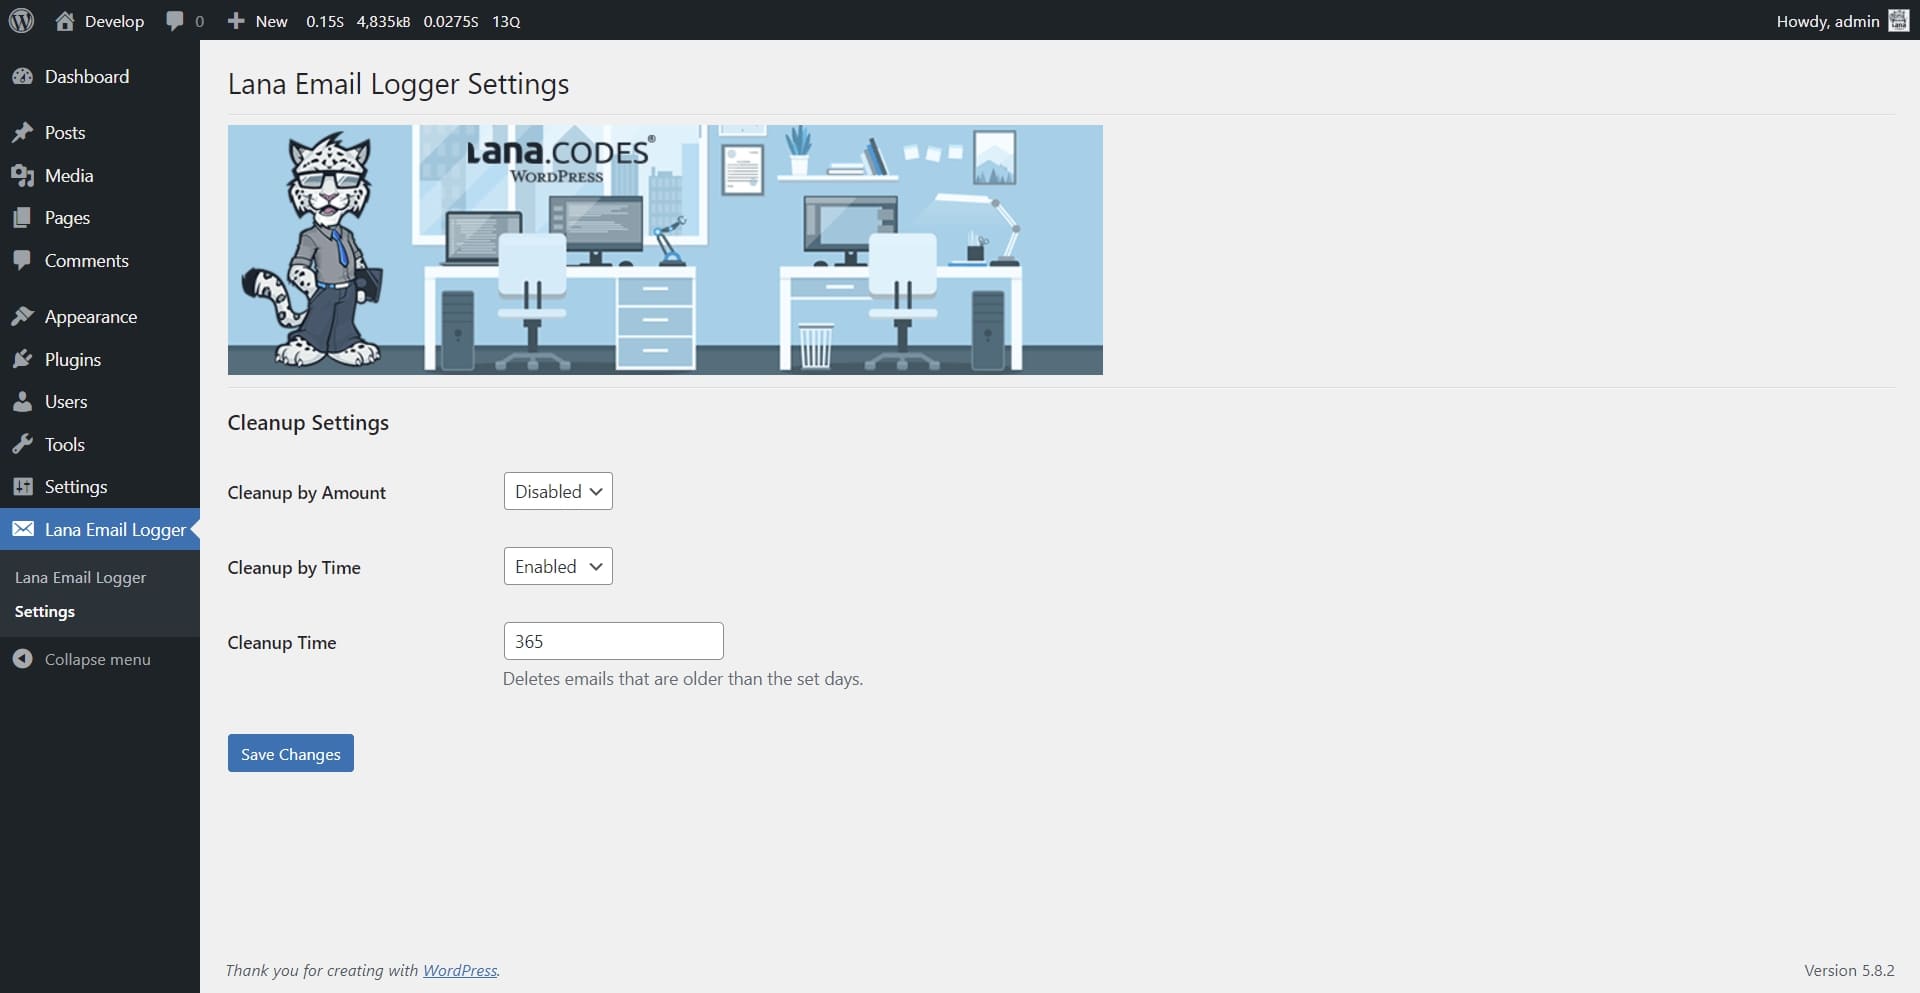 Develop 0 New 0.15S 4,835kB 0.0275S 13Q Howdy, admin
Dashboard
Posts
Media
Pages
Comments
Appearance
Plugins
Users
Tools
Settings
Lana Email Logger
Lana Email Logger
Settings
Collapse menu
Lana Email Logger Settings
Lana.CODES®
WORDPRESS
Cleanup Settings
Cleanup by Amount Disabled
Cleanup by Time Enabled
Cleanup Time 365
Deletes emails that are older than the set days.
Save Changes
Thank you for creating with WordPress. Version 5.8.2